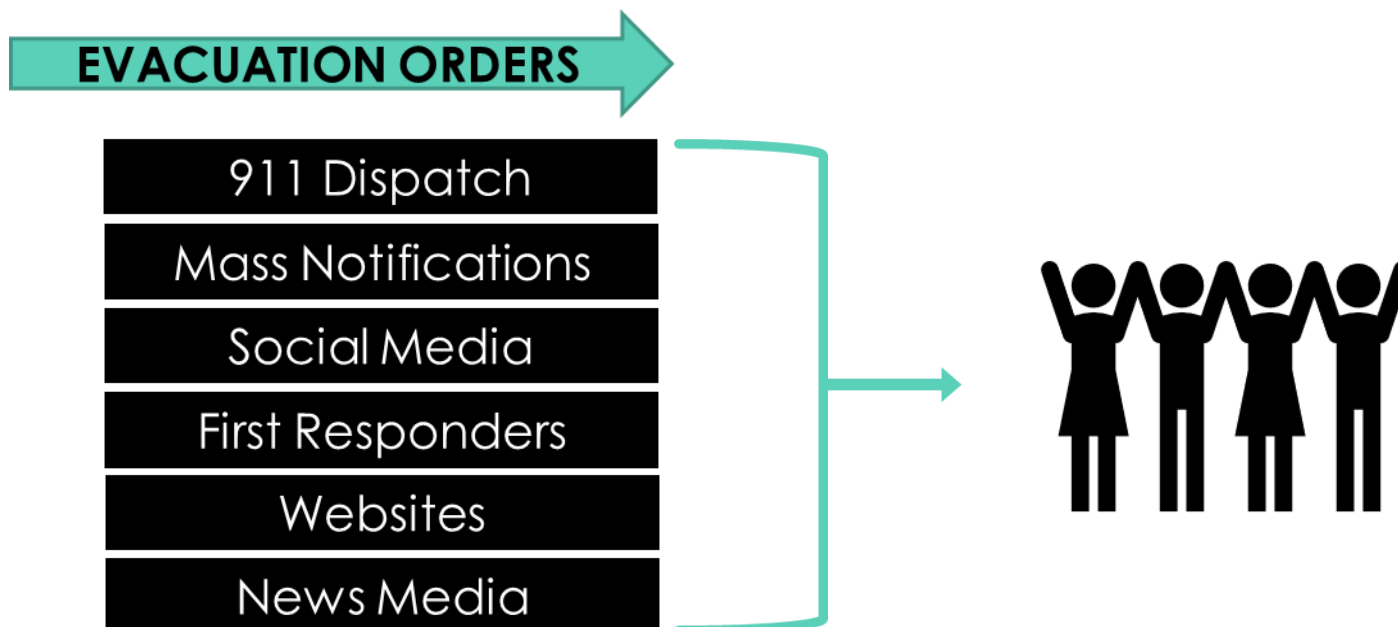 EVACUATION ORDERS
911 Dispatch
Mass Notifications
Social Media
First Responders
Websites
News Media